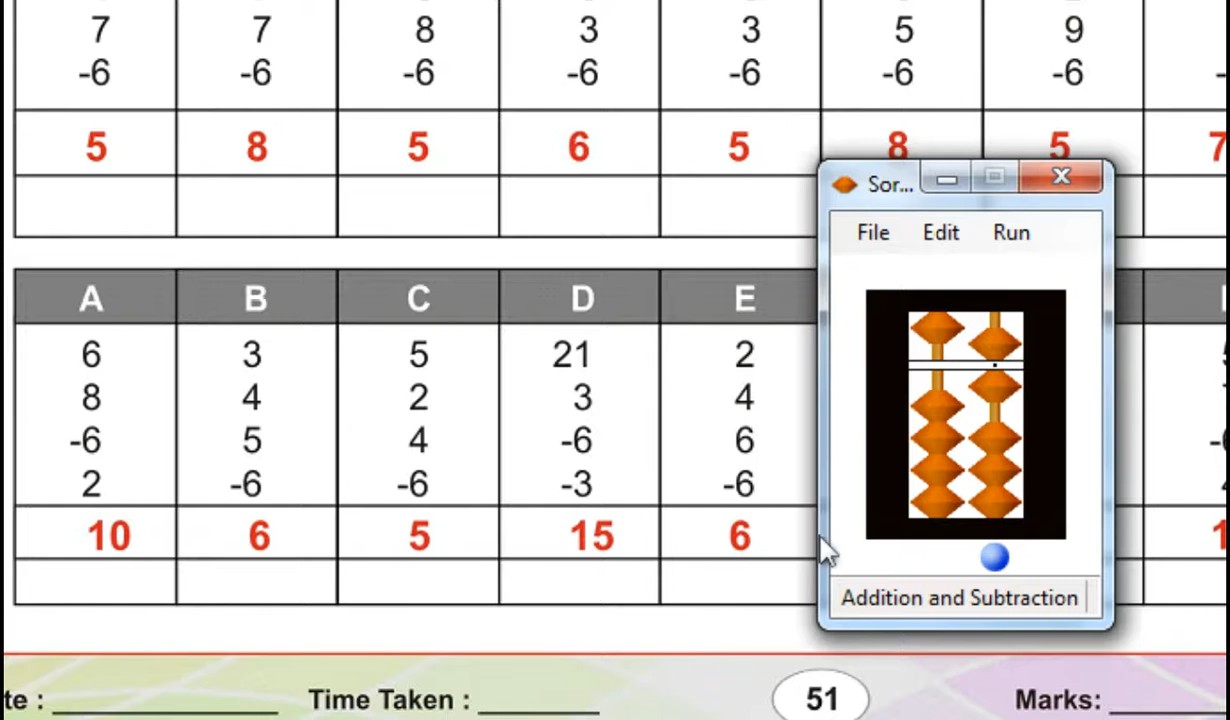 7 7 8 3 3 5 9
-6 -6 -6 -6 -6 -6 -6 -
5 8 5 6 5 8 5 7
Sor...
File Edit Run
A B C D E
6 3 5 21 2
8 4 2 3 4
-6 5 4 -6 6
2 -6 -6 -3 -6
10 6 5 15 6
Addition and Subtraction
te : Time Taken : 51 Marks: